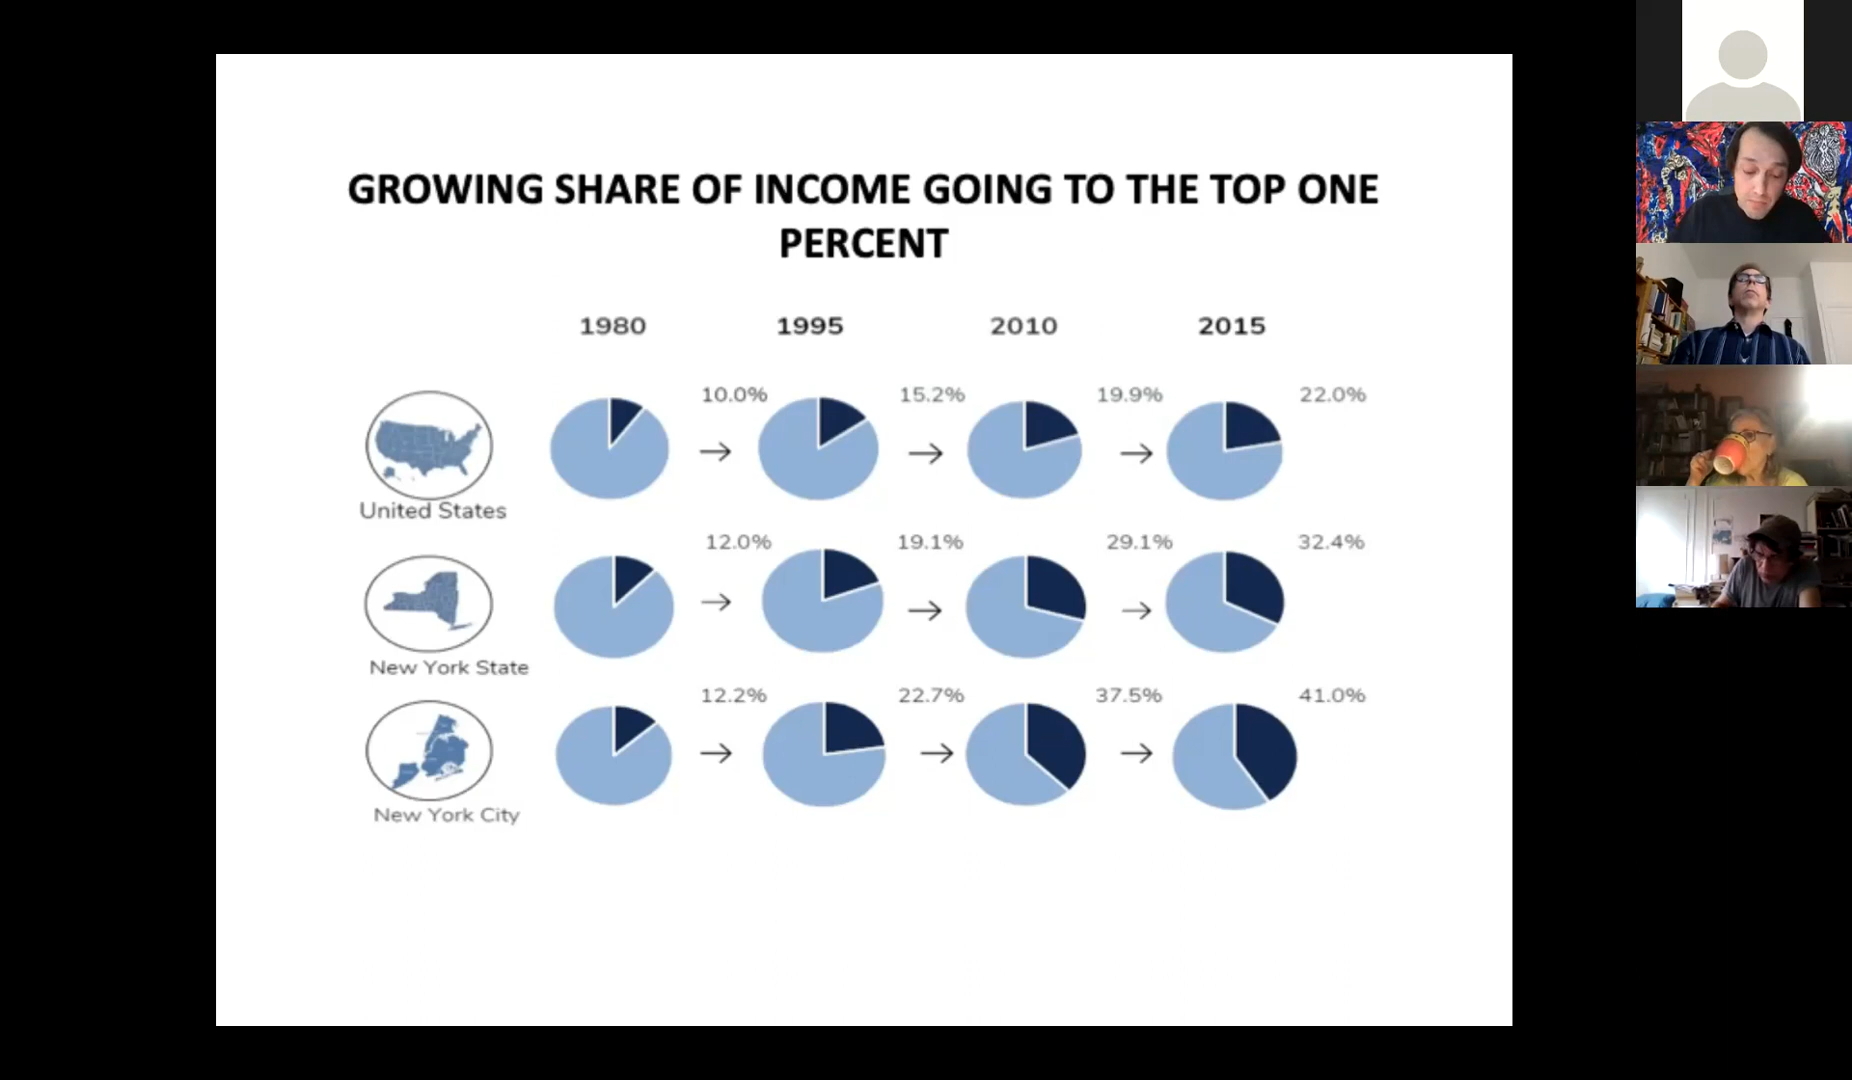 GROWING SHARE OF INCOME GOING TO THE TOP ONE
PERCENT
1980 1995 2010 2015
10.0% 15.2% 19.9% 22.0%
United States
12.0% 19.1% 29.1% 32.4%
New York State
12.2% 22.7% 37.5% 41.0%
New York City